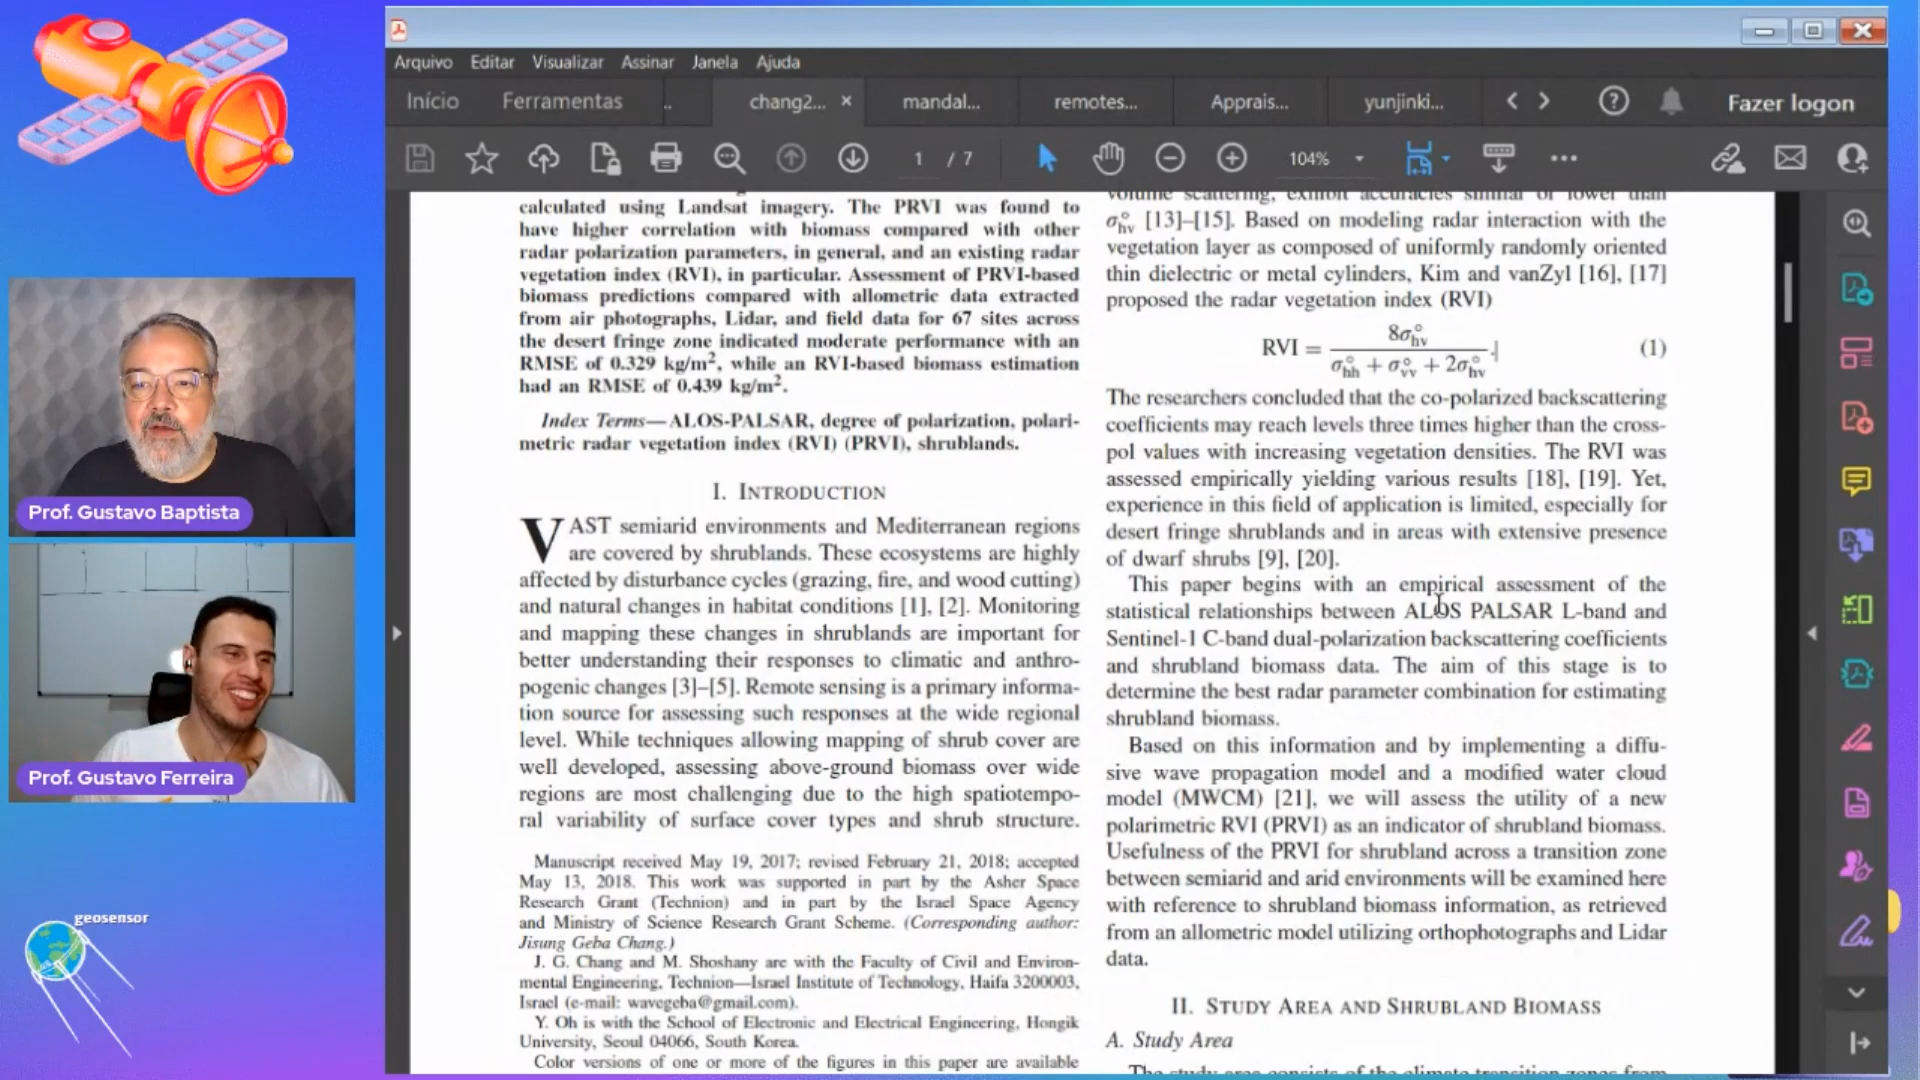 Arquivo Editar Visualizar Assinar Janela Ajuda
Início Ferramentas .. chang2... × mandal... remotes... Apprais... yunjinki... Fazer logon
1 / 7 104%
calculated using Landsat imagery. The PRVI was found to
have higher correlation with biomass compared with other
radar polarization parameters, in general, and an existing radar
vegetation index (RVI), in particular. Assessment of PRVI-based
biomass predictions compared with allometric data extracted
from air photographs, Lidar, and field data for 67 sites across
the desert fringe zone indicated moderate performance with an
RMSE of 0.329 kg/m², while an RVI-based biomass estimation
had an RMSE of 0.439 kg/m².
Index Terms—ALOS-PALSAR, degree of polarization, polari-
metric radar vegetation index (RVI) (PRVI), shrublands.
I. INTRODUCTION
VAST semiarid environments and Mediterranean regions
are covered by shrublands. These ecosystems are highly
affected by disturbance cycles (grazing, fire, and wood cutting)
and natural changes in habitat conditions [1], [2]. Monitoring
and mapping these changes in shrublands are important for
better understanding their responses to climatic and anthro-
pogenic changes [3]–[5]. Remote sensing is a primary informa-
tion source for assessing such responses at the wide regional
level. While techniques allowing mapping of shrub cover are
well developed, assessing above-ground biomass over wide
regions are most challenging due to the high spatiotempo-
ral variability of surface cover types and shrub structure.
Manuscript received May 19, 2017; revised February 21, 2018; accepted
May 13, 2018. This work was supported in part by the Asher Space
Research Grant (Technion) and in part by the Israel Space Agency
and Ministry of Science Research Grant Scheme. (Corresponding author:
Jisung Geba Chang.)
J. G. Chang and M. Shoshany are with the Faculty of Civil and Environ-
mental Engineering, Technion—Israel Institute of Technology, Haifa 3200003,
Israel (e-mail: wavegeba@gmail.com).
Y. Oh is with the School of Electronic and Electrical Engineering, Hongik
University, Seoul 04066, South Korea.
Color versions of one or more of the figures in this paper are available
volume scattering, exhibit accuracies similar or lower than
σ°hv [13]–[15]. Based on modeling radar interaction with the
vegetation layer as composed of uniformly randomly oriented
thin dielectric or metal cylinders, Kim and vanZyl [16], [17]
proposed the radar vegetation index (RVI)
RVI = 8σ°hv / (σ°hh + σ°vv + 2σ°hv). (1)
The researchers concluded that the co-polarized backscattering
coefficients may reach levels three times higher than the cross-
pol values with increasing vegetation densities. The RVI was
assessed empirically yielding various results [18], [19]. Yet,
experience in this field of application is limited, especially for
desert fringe shrublands and in areas with extensive presence
of dwarf shrubs [9], [20].
This paper begins with an empirical assessment of the
statistical relationships between ALOS PALSAR L-band and
Sentinel-1 C-band dual-polarization backscattering coefficients
and shrubland biomass data. The aim of this stage is to
determine the best radar parameter combination for estimating
shrubland biomass.
Based on this information and by implementing a diffu-
sive wave propagation model and a modified water cloud
model (MWCM) [21], we will assess the utility of a new
polarimetric RVI (PRVI) as an indicator of shrubland biomass.
Usefulness of the PRVI for shrubland across a transition zone
between semiarid and arid environments will be examined here
with reference to shrubland biomass information, as retrieved
from an allometric model utilizing orthophotographs and Lidar
data.
II. STUDY AREA AND SHRUBLAND BIOMASS
A. Study Area
The study area consists of the climate transition zones from
Prof. Gustavo Baptista
Prof. Gustavo Ferreira
geosensor